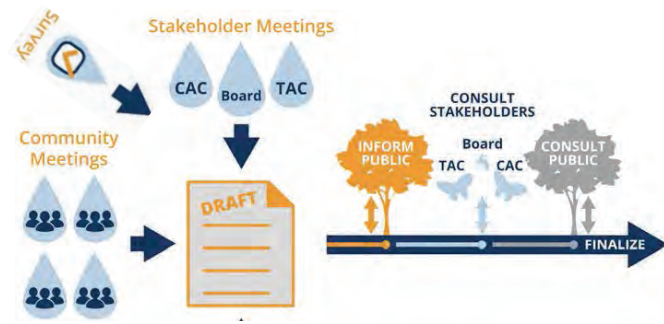 Survey
Stakeholder Meetings
CAC
Board
TAC
Community
Meetings
DRAFT
CONSULT
STAKEHOLDERS
INFORM
PUBLIC
Board
TAC
CAC
CONSULT
PUBLIC
FINALIZE